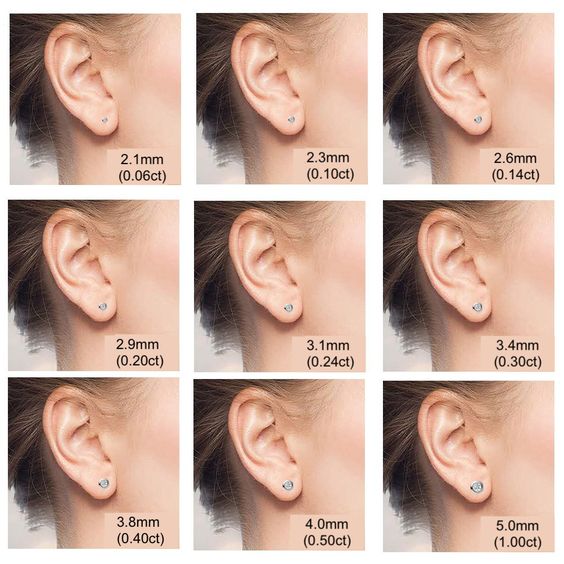 2.1mm
(0.06ct)
2.3mm
(0.10ct)
2.6mm
(0.14ct)
2.9mm
(0.20ct)
3.1mm
(0.24ct)
3.4mm
(0.30ct)
3.8mm
(0.40ct)
4.0mm
(0.50ct)
5.0mm
(1.00ct)